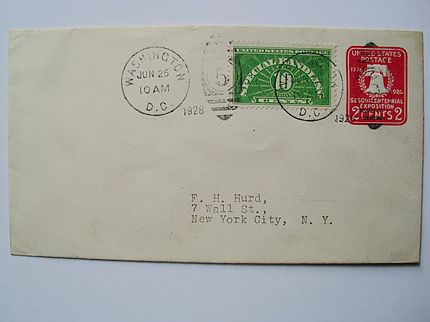 WASHINGTON
JUN 25
10 AM
D.C.
1928
UNITED STATES POSTAGE
SPECIAL HANDLING
10
CENTS
UNITED STATES
POSTAGE
1776
1926
SESQUICENTENNIAL
EXPOSITION
2 CENTS 2
D.C.
192
F. H. Hurd,
7 Wall St.,
New York City, N. Y.